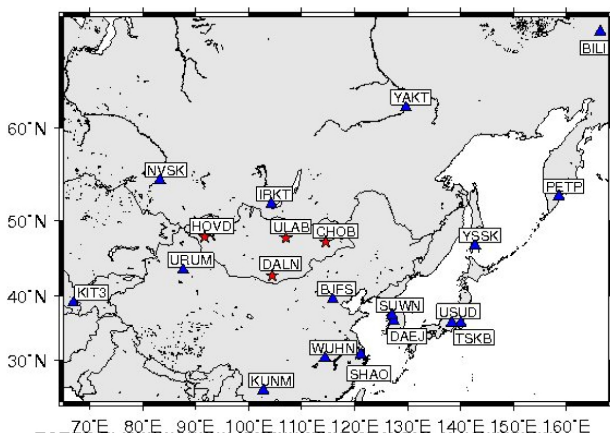 BILI
YAKT
60°N
NVSK
IRKT
PETP
50°N
HOVD
ULAB
CHOB
YSSK
URUM
DALN
KIT3
40°N
BJFS
SUWN
USUD
DAEJ
TSKB
30°N
WUHN
SHAO
KUNM
70°E 80°E 90°E 100°E 110°E 120°E 130°E 140°E 150°E 160°E